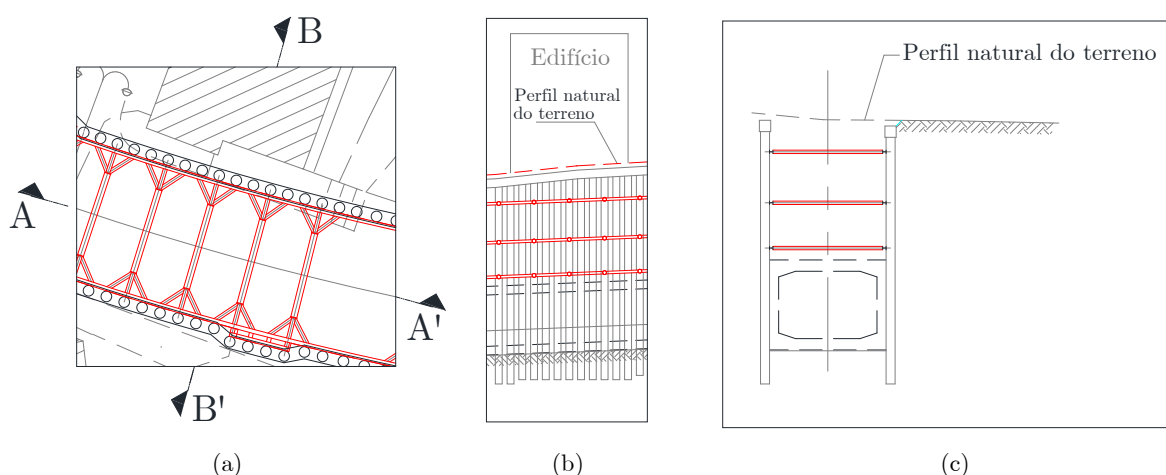 B
A
A'
B'
Edifício
Perfil natural
do terreno
Perfil natural do terreno
(a)
(b)
(c)